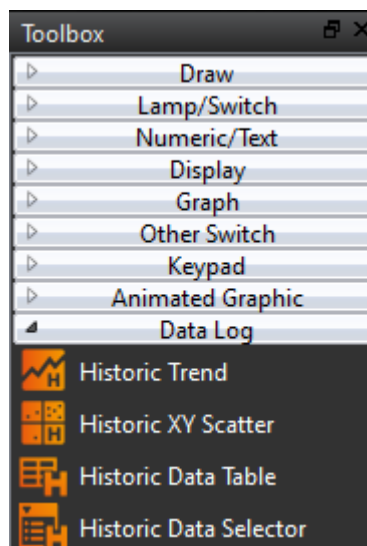 Toolbox
Draw
Lamp/Switch
Numeric/Text
Display
Graph
Other Switch
Keypad
Animated Graphic
Data Log
Historic Trend
Historic XY Scatter
Historic Data Table
Historic Data Selector